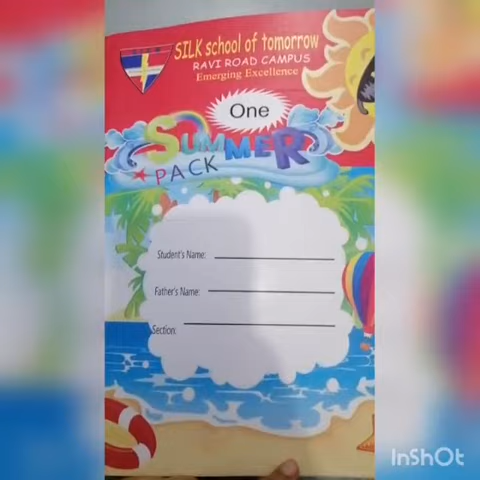 SILK school of tomorrow
RAVI ROAD CAMPUS
Emerging Excellence
One
SUMMER
PACK
Student's Name:
Father's Name:
Section:
InShOt